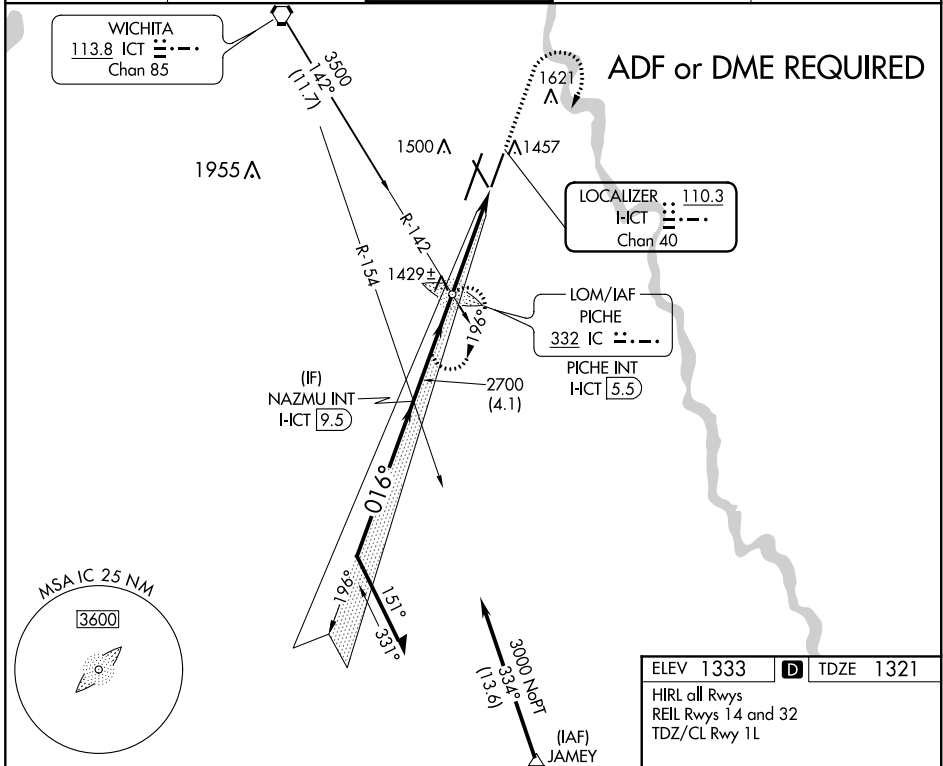 WICHITA
113.8 ICT
Chan 85
3500
142°
(11.7)
ADF or DME REQUIRED
1621
1500
1457
1955
LOCALIZER 110.3
I-ICT
Chan 40
R-142
R-154
1429±
LOM/IAF
PICHE
332 IC
PICHE INT
I-ICT 5.5
196°
(IF)
NAZMU INT
I-ICT 9.5
2700
(4.1)
016°
196°
151°
331°
MSA IC 25 NM
3600
3000 NoPT
334°
(13.6)
(IAF)
JAMEY
ELEV 1333 D TDZE 1321
HIRL all Rwys
REIL Rwys 14 and 32
TDZ/CL Rwy 1L